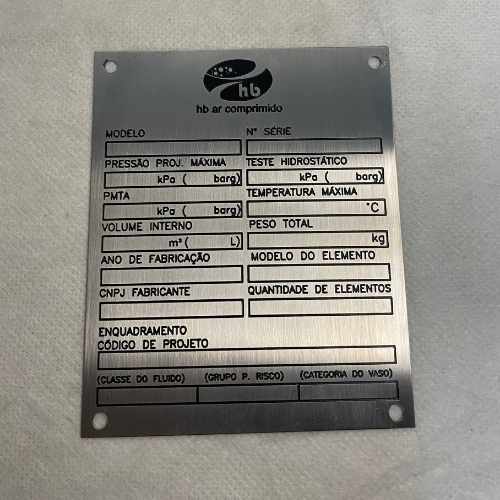 hb
hb ar comprimido
MODELO
N° SÉRIE
PRESSÃO PROJ. MÁXIMA
TESTE HIDROSTÁTICO
kPa ( barg)
kPa ( barg)
PMTA
TEMPERATURA MÁXIMA
kPa ( barg)
°C
VOLUME INTERNO
PESO TOTAL
m³ ( L)
kg
ANO DE FABRICAÇÃO
MODELO DO ELEMENTO
CNPJ FABRICANTE
QUANTIDADE DE ELEMENTOS
ENQUADRAMENTO
CÓDIGO DE PROJETO
(CLASSE DO FLUIDO) (GRUPO P. RISCO) (CATEGORIA DO VASO)